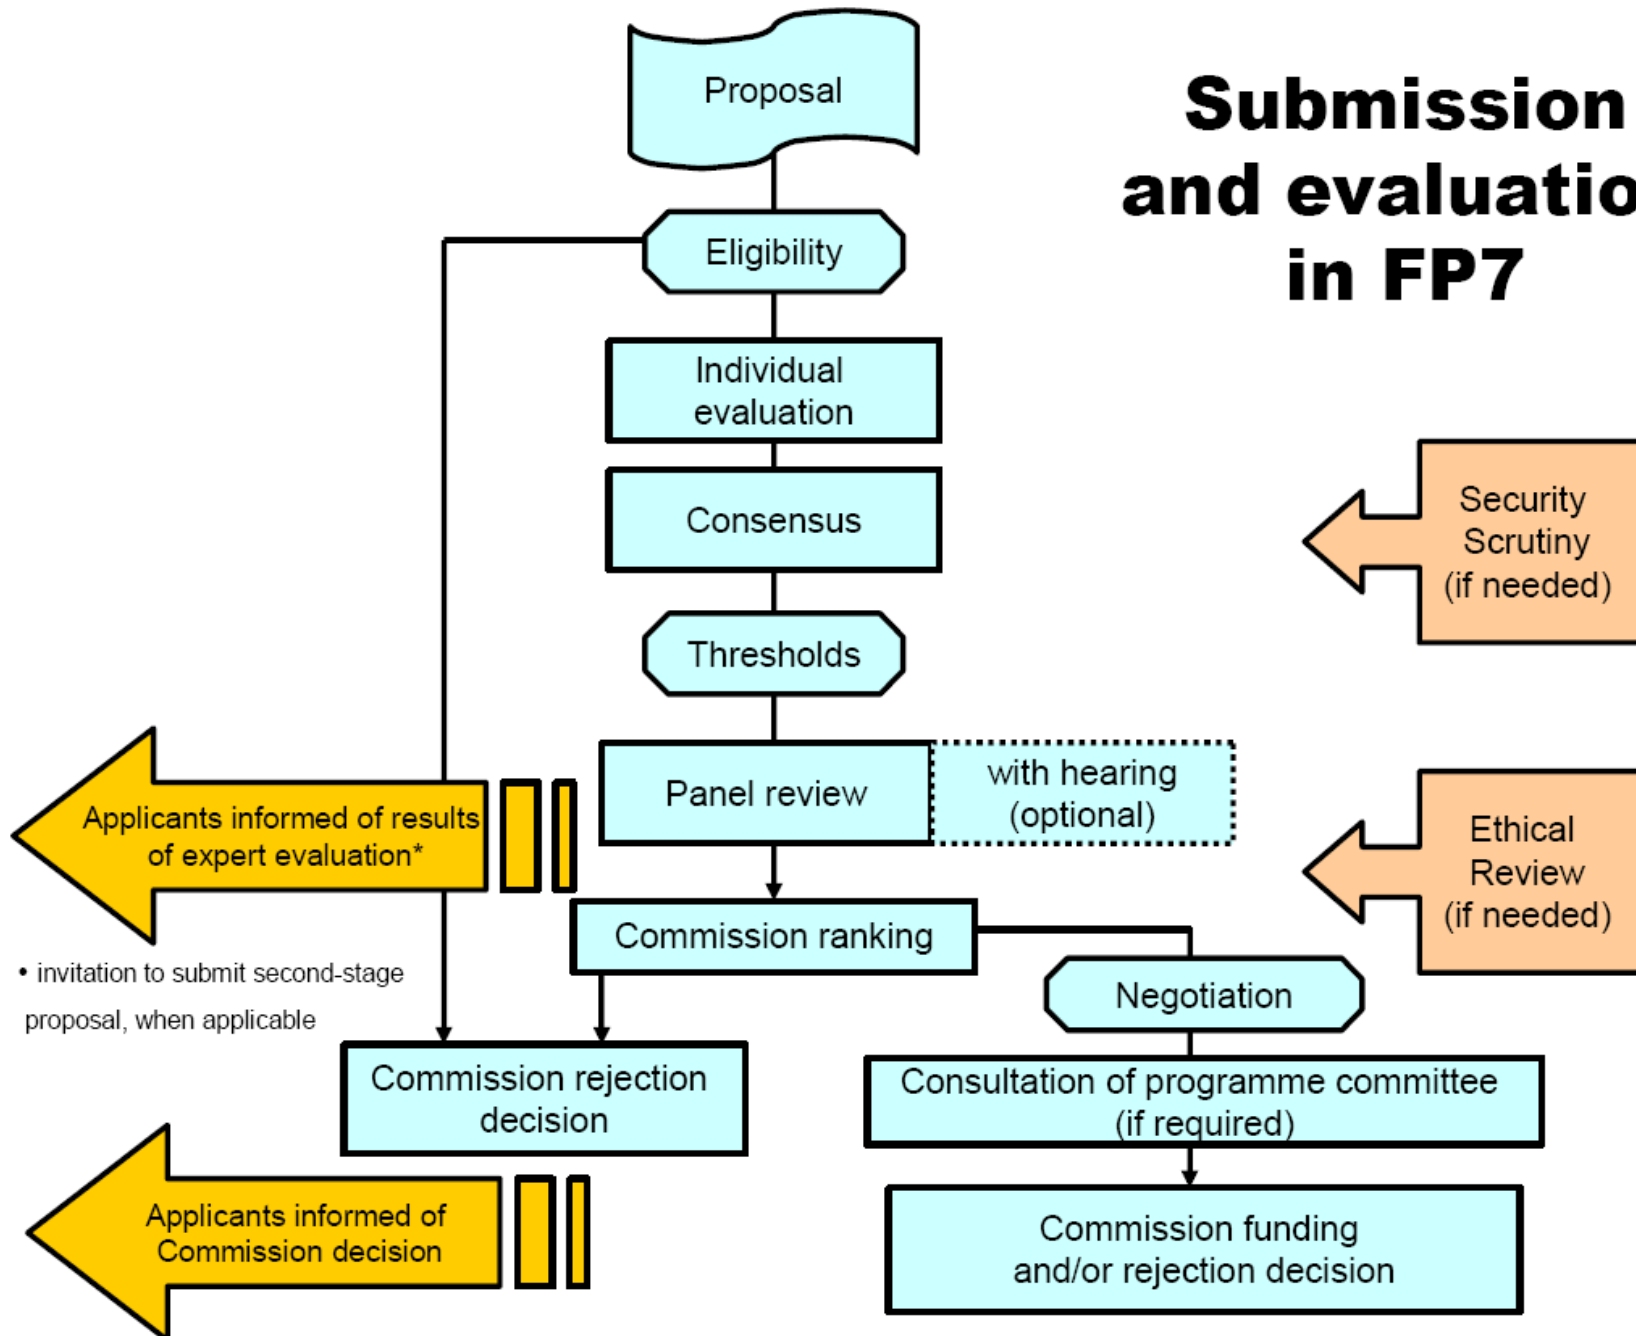 Proposal
Submission
and evaluatio
in FP7
Eligibility
Individual
evaluation
Consensus
Security
Scrutiny
(if needed)
Thresholds
Panel review
with hearing
(optional)
Applicants informed of results
of expert evaluation*
Ethical
Review
(if needed)
Commission ranking
• invitation to submit second-stage
proposal, when applicable
Negotiation
Commission rejection
decision
Consultation of programme committee
(if required)
Applicants informed of
Commission decision
Commission funding
and/or rejection decision